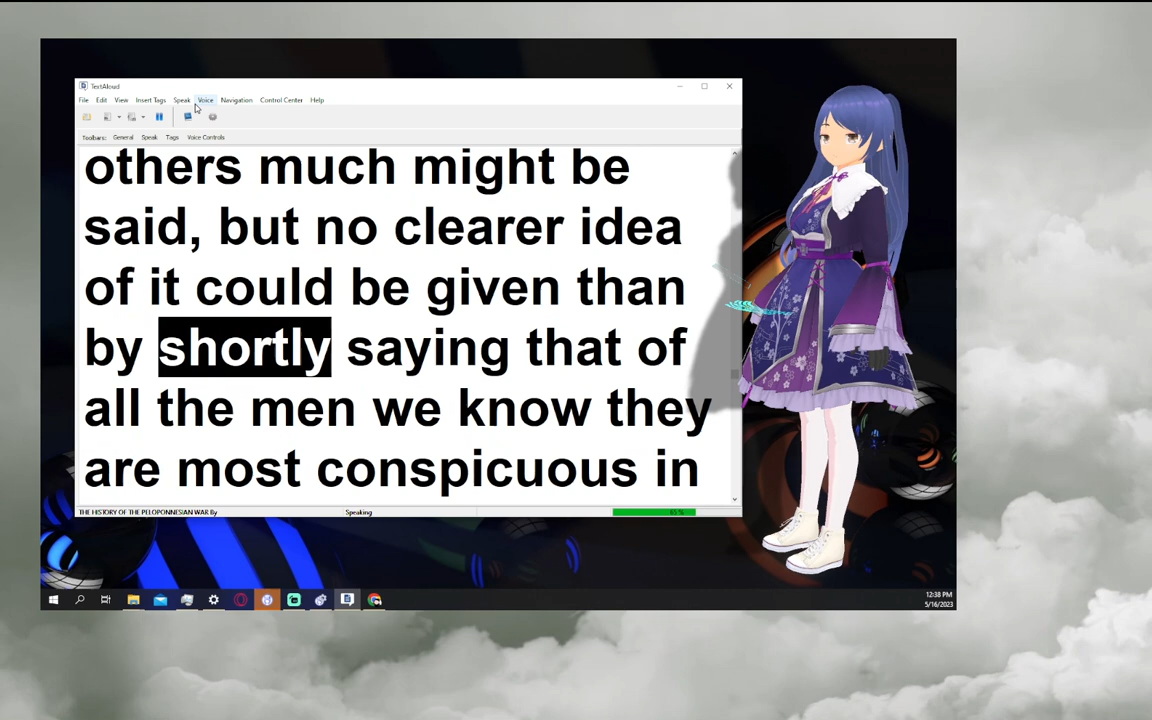 TextAloud
File Edit View Insert Tags Speak Voice Navigation Control Center Help
Toolbars: General Speak Tags Voice Controls
others much might be
said, but no clearer idea
of it could be given than
by shortly saying that of
all the men we know they
are most conspicuous in
THE HISTORY OF THE PELOPONNESIAN WAR By Speaking 65 %
12:38 PM
5/16/2023